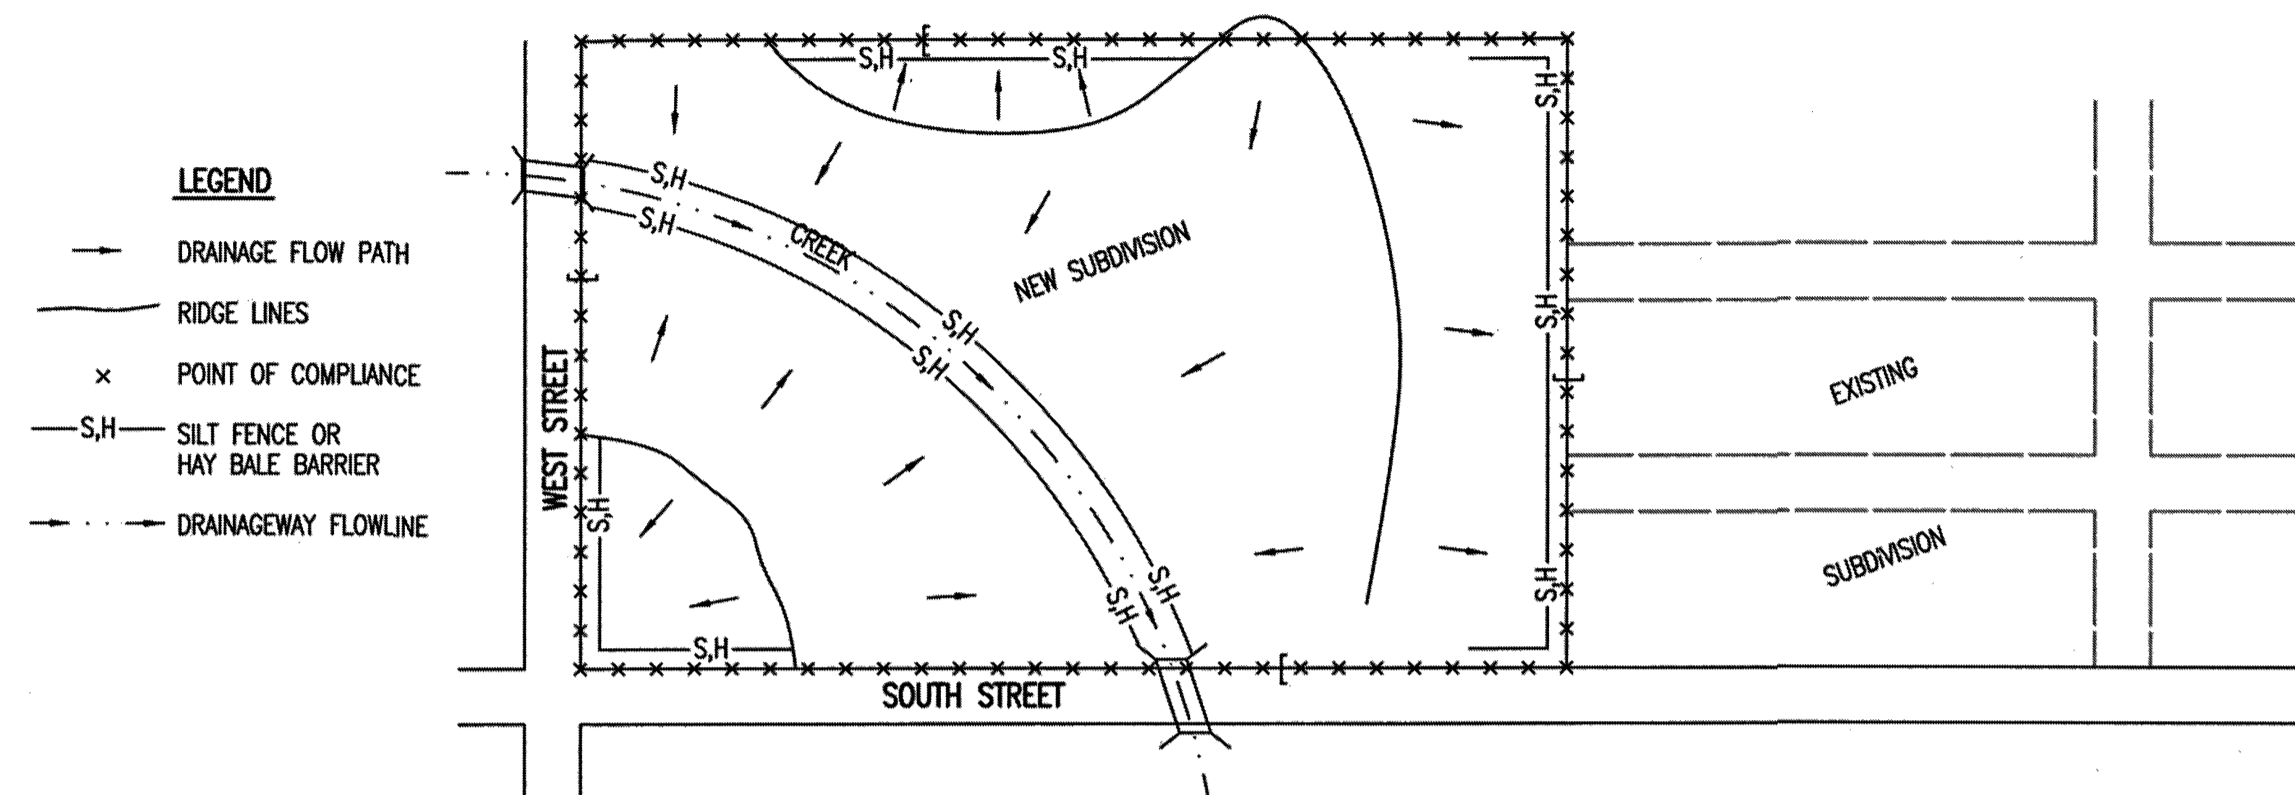 LEGEND
DRAINAGE FLOW PATH
RIDGE LINES
POINT OF COMPLIANCE
S,H
SILT FENCE OR
HAY BALE BARRIER
DRAINAGEWAY FLOWLINE
S,H
S,H
S,H
S,H
S,H
CREEK
NEW SUBDIVISION
S,H
S,H
S,H
WEST STREET
EXISTING
S,H
S,H
S,H
S,H
SUBDIVISION
S,H
SOUTH STREET